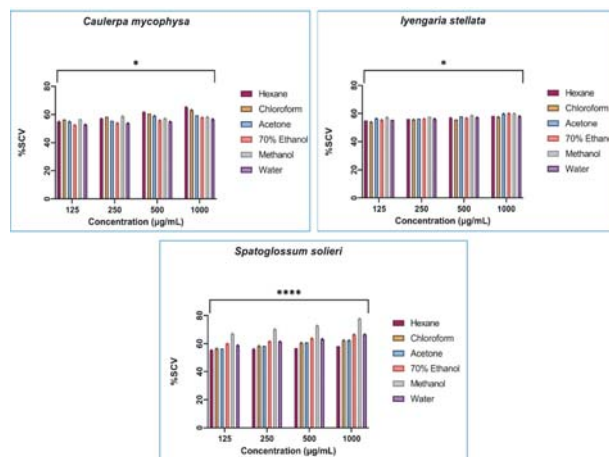 Caulerpa mycophysa
*
%SCV
80
60
40
20
0
125 250 500 1000
Concentration (µg/mL)
Hexane
Chloroform
Acetone
70% Ethanol
Methanol
Water
Iyengaria stellata
*
%SCV
80
60
40
20
0
125 250 500 1000
Concentration (µg/mL)
Hexane
Chloroform
Acetone
70% Ethanol
Methanol
Water
Spatoglossum solieri
****
%SCV
80
60
40
20
0
125 250 500 1000
Concentration (µg/mL)
Hexane
Chloroform
Acetone
70% Ethanol
Methanol
Water